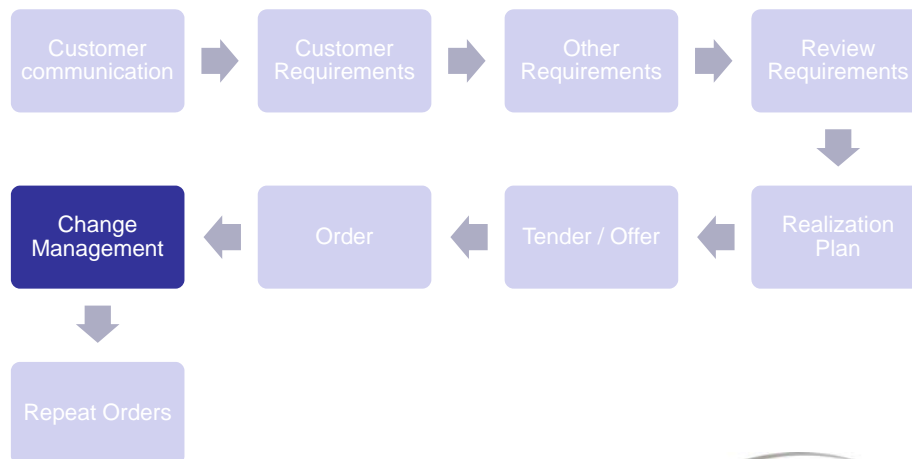 Customer
communication
Customer
Requirements
Other
Requirements
Review
Requirements
Change
Management
Order
Tender / Offer
Realization
Plan
Repeat Orders